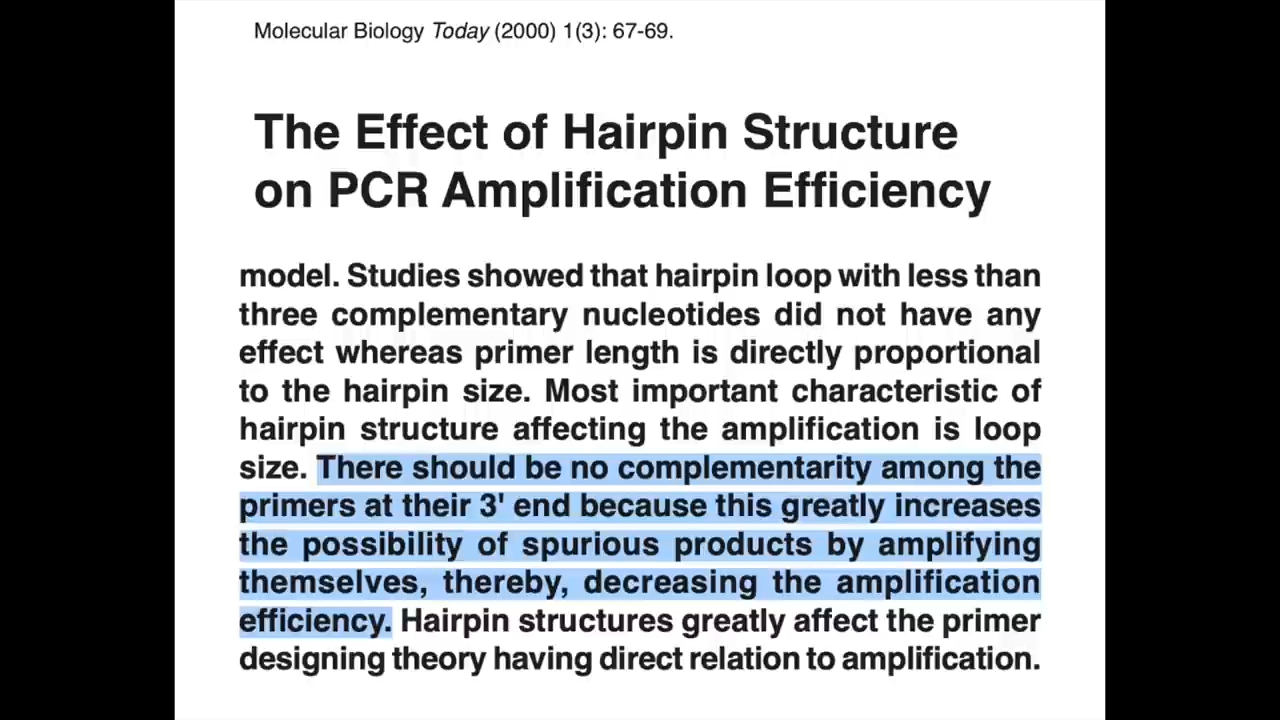 Molecular Biology Today (2000) 1(3): 67-69.
The Effect of Hairpin Structure
on PCR Amplification Efficiency
model. Studies showed that hairpin loop with less than
three complementary nucleotides did not have any
effect whereas primer length is directly proportional
to the hairpin size. Most important characteristic of
hairpin structure affecting the amplification is loop
size. There should be no complementarity among the
primers at their 3' end because this greatly increases
the possibility of spurious products by amplifying
themselves, thereby, decreasing the amplification
efficiency. Hairpin structures greatly affect the primer
designing theory having direct relation to amplification.